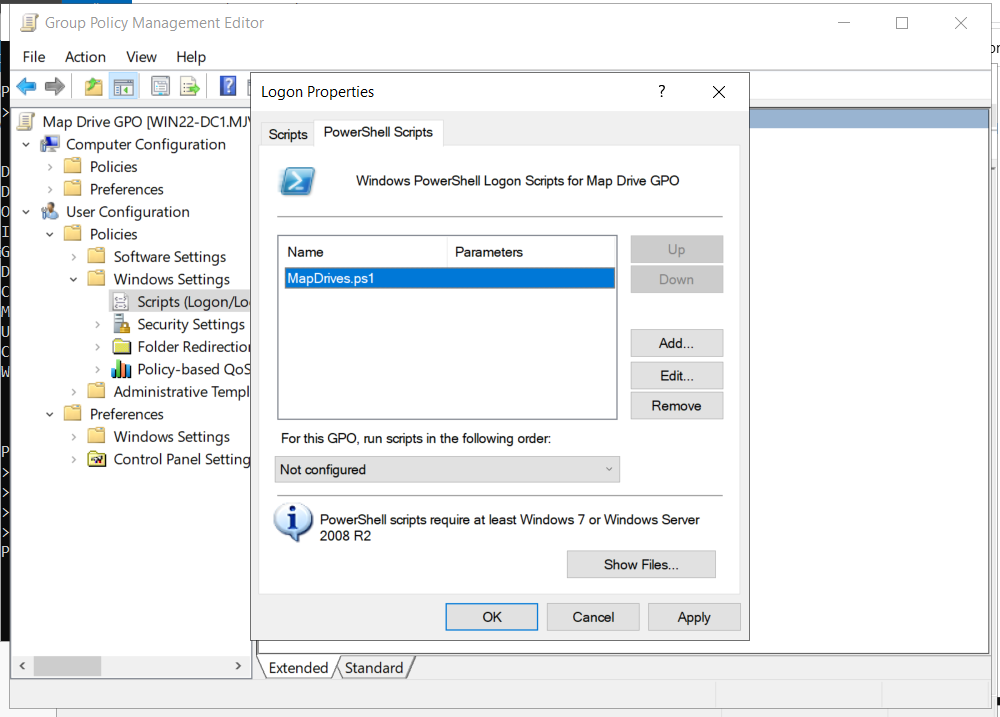 Group Policy Management Editor
File Action View Help
Map Drive GPO [WIN22-DC1.MJV
Computer Configuration
Policies
Preferences
User Configuration
Policies
Software Settings
Windows Settings
Scripts (Logon/Lo
Security Settings
Folder Redirection
Policy-based QoS
Administrative Templ
Preferences
Windows Settings
Control Panel Setting
Logon Properties
?
Scripts
PowerShell Scripts
Windows PowerShell Logon Scripts for Map Drive GPO
Name Parameters
MapDrives.ps1
Up
Down
Add...
Edit...
Remove
For this GPO, run scripts in the following order:
Not configured
PowerShell scripts require at least Windows 7 or Windows Server
2008 R2
Show Files...
OK Cancel Apply
Extended Standard